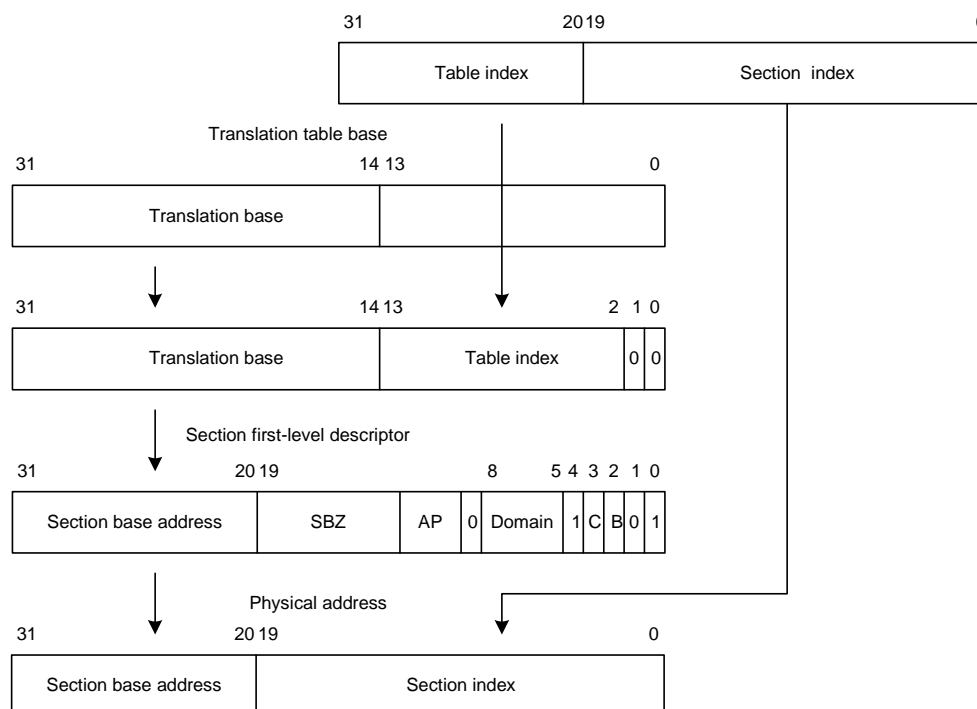 31 20 19
Table index Section index
Translation table base
31 14 13 0
Translation base
31 14 13 2 1 0
Translation base Table index 0 0
Section first-level descriptor
31 20 19 8 5 4 3 2 1 0
Section base address SBZ AP 0 Domain 1 C B 0 1
Physical address
31 20 19 0
Section base address Section index